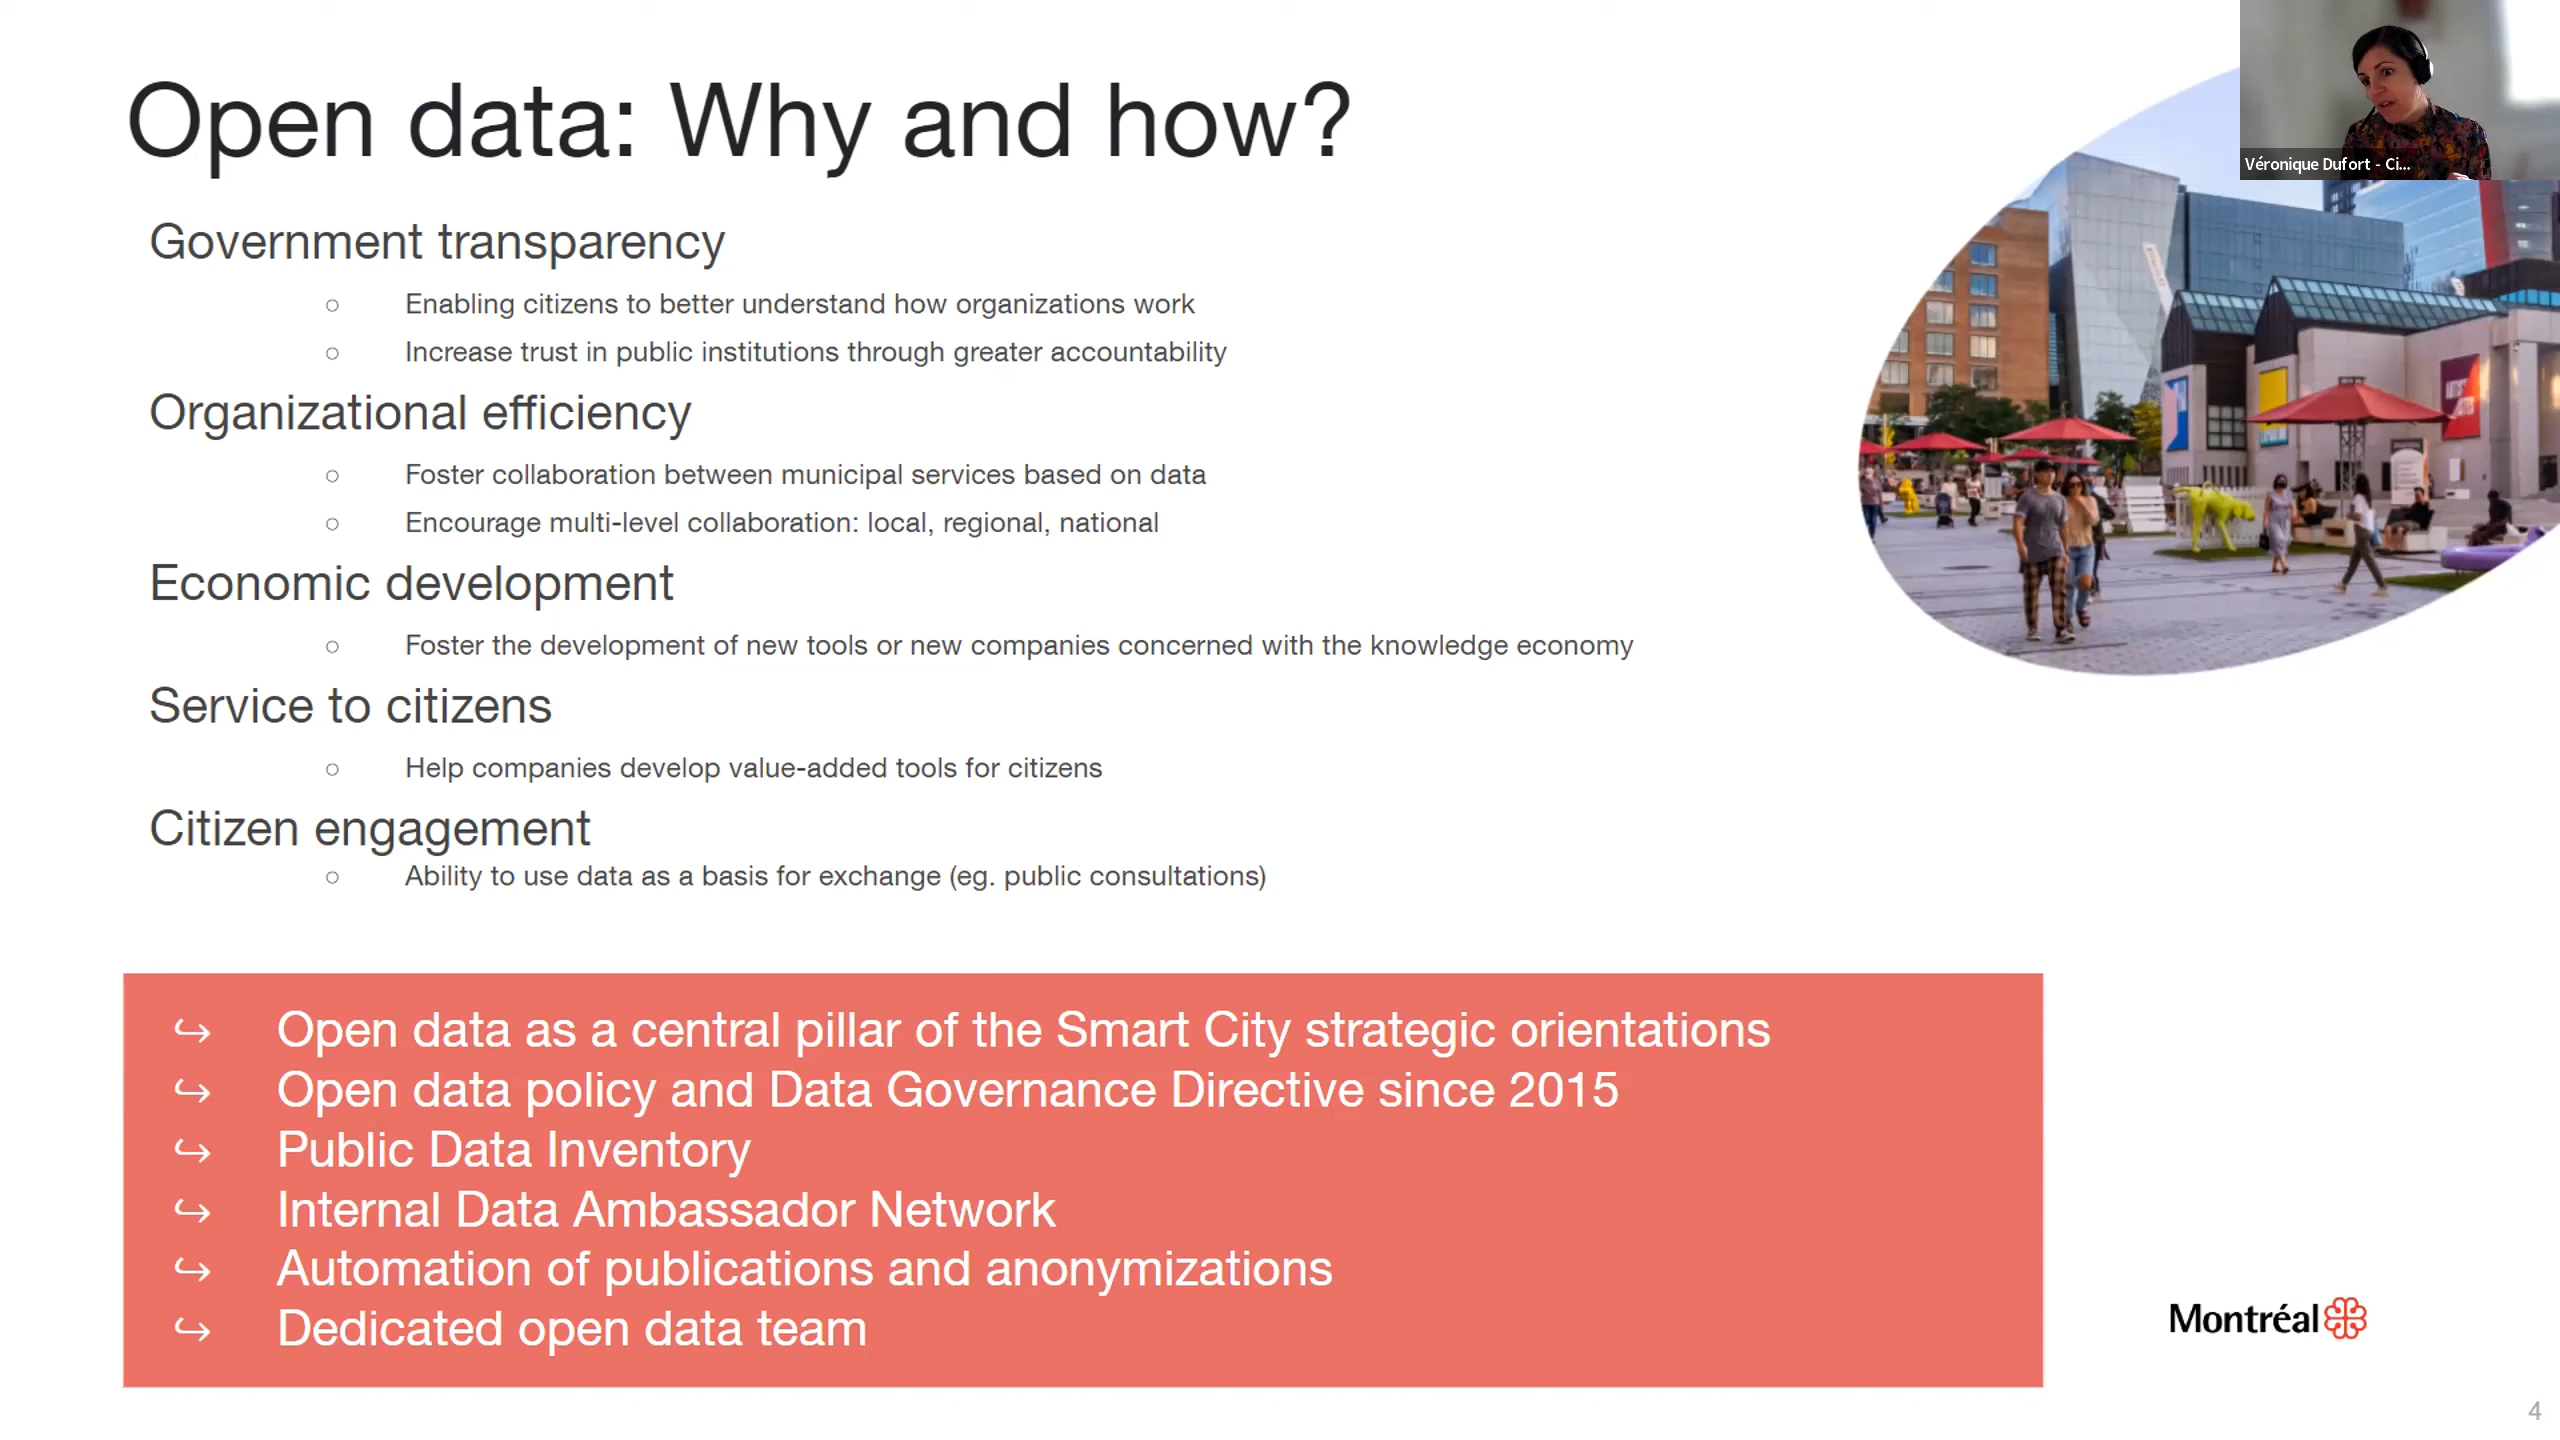 Open data: Why and how?
Véronique Dufort - Ci...
Government transparency
○ Enabling citizens to better understand how organizations work
○ Increase trust in public institutions through greater accountability
Organizational efficiency
○ Foster collaboration between municipal services based on data
○ Encourage multi-level collaboration: local, regional, national
Economic development
○ Foster the development of new tools or new companies concerned with the knowledge economy
Service to citizens
○ Help companies develop value-added tools for citizens
Citizen engagement
○ Ability to use data as a basis for exchange (eg. public consultations)
↪ Open data as a central pillar of the Smart City strategic orientations
↪ Open data policy and Data Governance Directive since 2015
↪ Public Data Inventory
↪ Internal Data Ambassador Network
↪ Automation of publications and anonymizations
↪ Dedicated open data team
Montréal
4